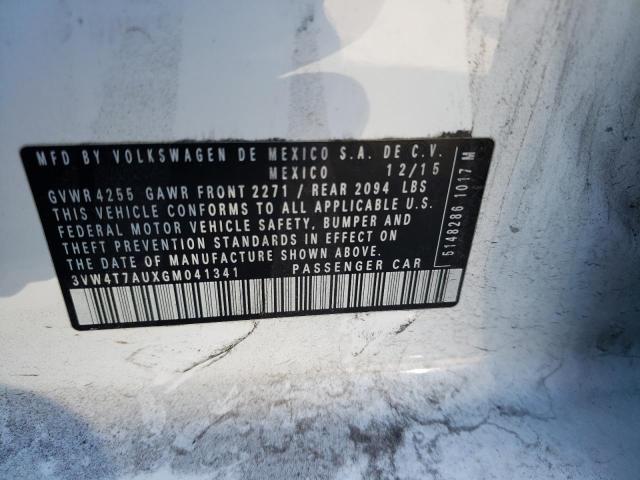 MFD BY VOLKSWAGEN DE MEXICO S.A. DE C.V.
MEXICO 12/15
GVWR 4255 GAWR FRONT 2271 / REAR 2094 LBS
THIS VEHICLE CONFORMS TO ALL APPLICABLE U.S.
FEDERAL MOTOR VEHICLE SAFETY, BUMPER AND
THEFT PREVENTION STANDARDS IN EFFECT ON
THE DATE OF MANUFACTURE SHOWN ABOVE.
3VW4T7AUXGM041341 PASSENGER CAR
5148286 1017 M